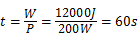 t = W/P = 12000J/200W = 60s